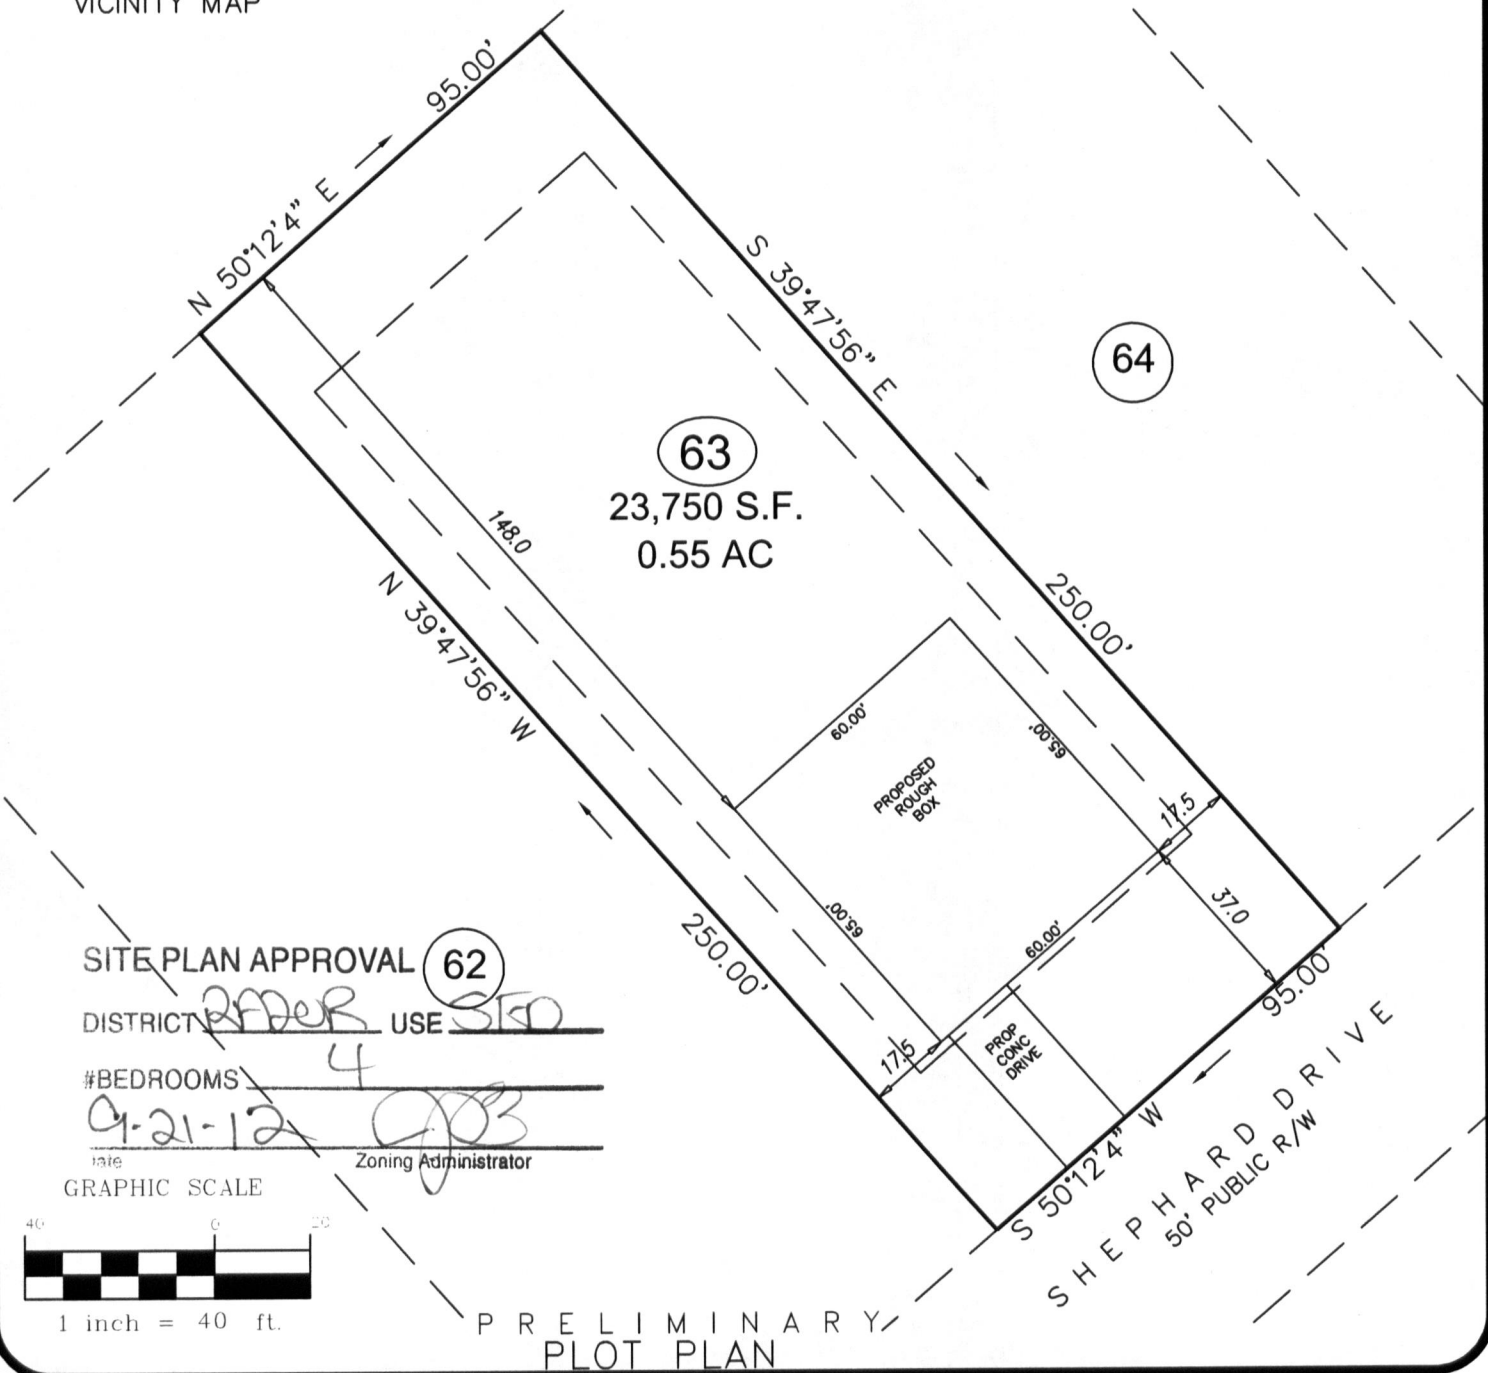 VICINITY MAP
95.00'
N 50°12'4" E
S 39°47'56" E
64
63
23,750 S.F.
0.55 AC
148.0
250.00'
N 39°47'56" W
60.00'
65.00'
PROPOSED
ROUGH
BOX
17.5
37.0
65.00'
60.00'
250.00'
95.00'
17.5
PROP
CONC
DRIVE
S 50°12'4" W
SHEPHARD DRIVE
50' PUBLIC R/W
SITE PLAN APPROVAL
62
DISTRICT RA20R USE SFD
#BEDROOMS 4
9-21-12
Date Zoning Administrator
GRAPHIC SCALE
40 0 20
1 inch = 40 ft.
PRELIMINARY
PLOT PLAN